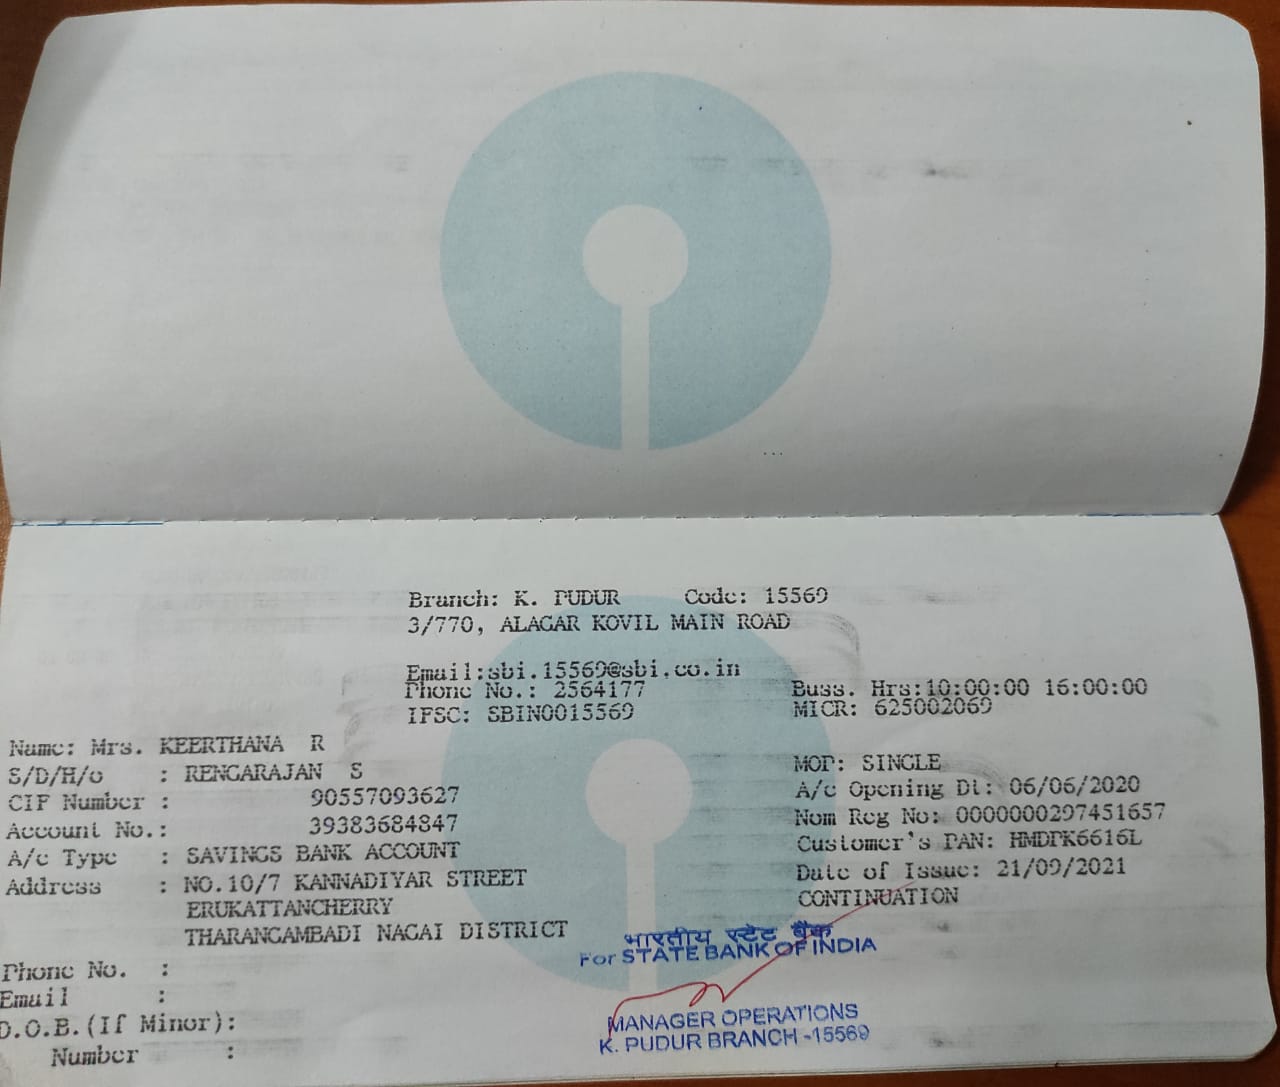 Branch: K. PUDUR Code: 15569
3/770, ALAGAR KOVIL MAIN ROAD
Email:sbi.15569@sbi.co.in
Phone No.: 2564177 Buss. Hrs:10:00:00 16:00:00
IFSC: SBIN0015569 MICR: 625002069
Name: Mrs. KEERTHANA R
S/D/H/o : RENGARAJAN S MOP: SINGLE
CIF Number : 90557093627 A/c Opening Dt: 06/06/2020
Account No.: 39383684847 Nom Reg No: 0000000297451657
A/c Type : SAVINGS BANK ACCOUNT Customer's PAN: HMDPK6616L
Address : NO.10/7 KANNADIYAR STREET Date of Issue: 21/09/2021
ERUKATTANCHERRY CONTINUATION
THARANGAMBADI NAGAI DISTRICT
भारतीय स्टेट बैंक
For STATE BANK OF INDIA
Phone No. :
Email :
D.O.B.(If Minor):
MANAGER OPERATIONS
K. PUDUR BRANCH -15569
Number :